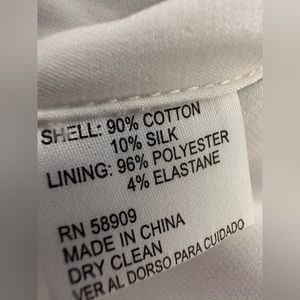 SHELL: 90% COTTON
10% SILK
LINING: 96% POLYESTER
4% ELASTANE
RN 58909
MADE IN CHINA
DRY CLEAN
VER AL DORSO PARA CUIDADO